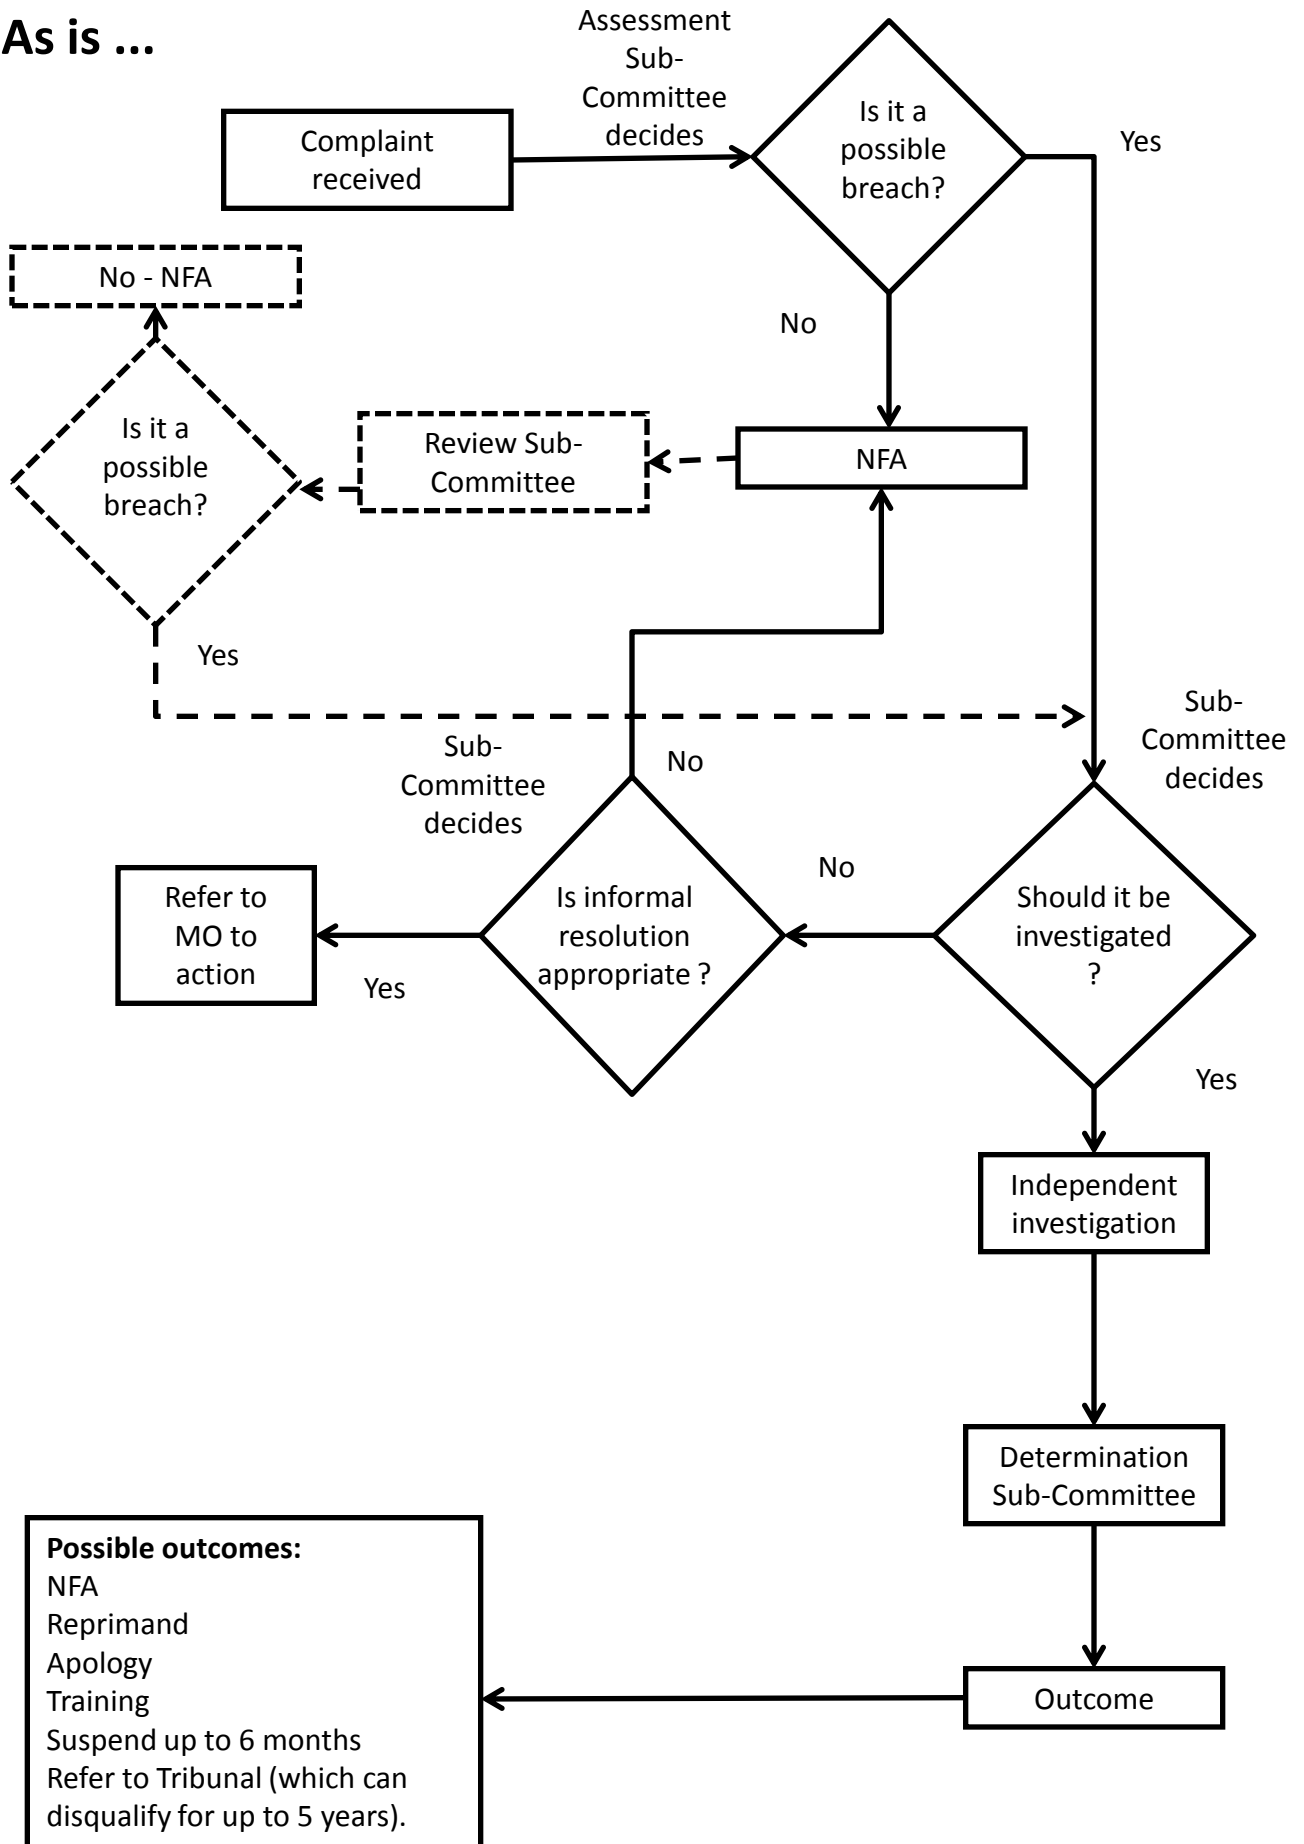 As is ...
Assessment
Sub-
Committee
decides
Complaint
received
Is it a
possible
breach?
Yes
No - NFA
No
Is it a
possible
breach?
Review Sub-
Committee
NFA
Yes
Sub-
Committee
decides
Sub-
Committee
decides
No
Refer to
MO to
action
Yes
Is informal
resolution
appropriate ?
No
Should it be
investigated
?
Yes
Independent
investigation
Determination
Sub-Committee
Outcome
Possible outcomes:
NFA
Reprimand
Apology
Training
Suspend up to 6 months
Refer to Tribunal (which can
disqualify for up to 5 years).